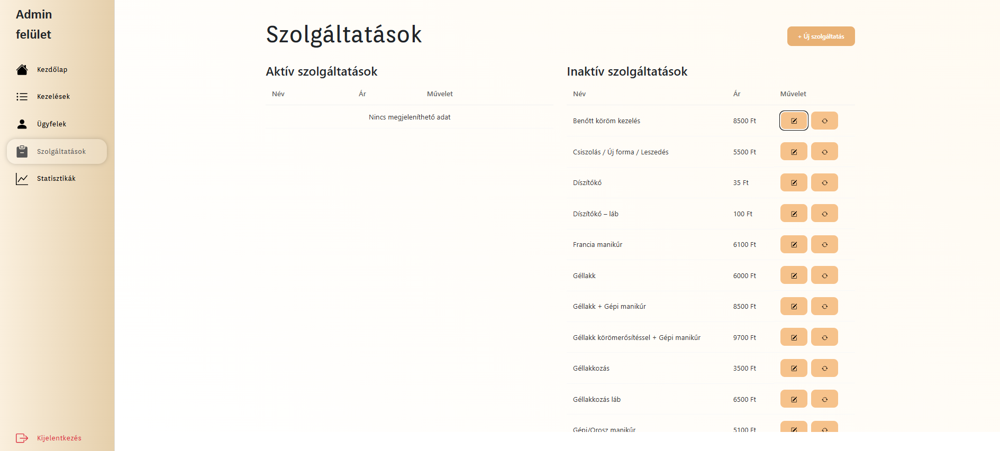 Admin
felület
Kezdőlap
Kezelések
Ügyfelek
Szolgáltatások
Statisztikák
Kijelentkezés
Szolgáltatások
+ Új szolgáltatás
Aktív szolgáltatások
Név Ár Művelet
Nincs megjeleníthető adat
Inaktív szolgáltatások
Név Ár Művelet
Benőtt köröm kezelés 8500 Ft
Csiszolás / Új forma / Leszedés 5500 Ft
Díszítőkő 35 Ft
Díszítőkő – láb 100 Ft
Francia manikűr 6100 Ft
Géllakk 6000 Ft
Géllakk + Gépi manikűr 8500 Ft
Géllakk körömerősítéssel + Gépi manikűr 9700 Ft
Géllakkozás 3500 Ft
Géllakkozás láb 6500 Ft
Gépi/Orosz manikűr 5100 Ft